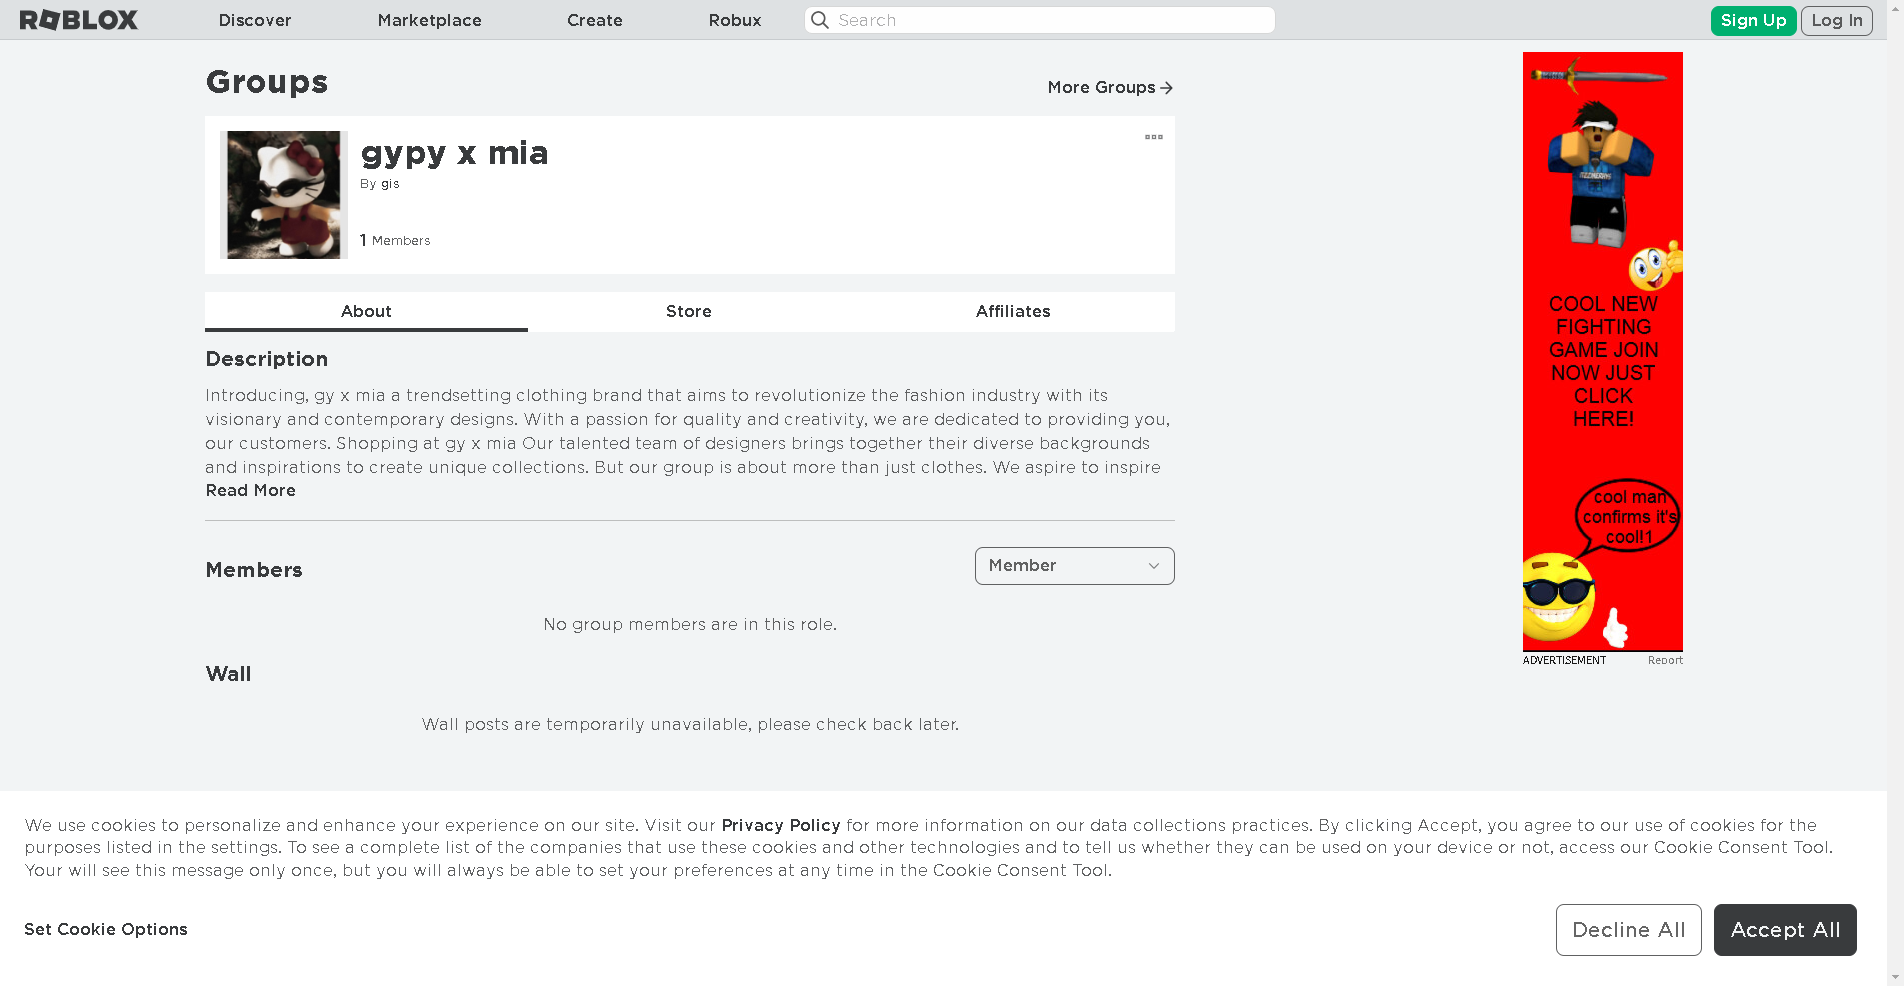 ROBLOX Discover Marketplace Create Robux Search Sign Up Log In
Groups
More Groups
gypy x mia
By gis
1 Members
About Store Affiliates
Description
Introducing, gy x mia a trendsetting clothing brand that aims to revolutionize the fashion industry with its
visionary and contemporary designs. With a passion for quality and creativity, we are dedicated to providing you,
our customers. Shopping at gy x mia Our talented team of designers brings together their diverse backgrounds
and inspirations to create unique collections. But our group is about more than just clothes. We aspire to inspire
Read More
Members
Member
No group members are in this role.
Wall
Wall posts are temporarily unavailable, please check back later.
COOL NEW
FIGHTING
GAME JOIN
NOW JUST
CLICK
HERE!
cool man
confirms it's
cool!1
ADVERTISEMENT Report
We use cookies to personalize and enhance your experience on our site. Visit our Privacy Policy for more information on our data collections practices. By clicking Accept, you agree to our use of cookies for the
purposes listed in the settings. To see a complete list of the companies that use these cookies and other technologies and to tell us whether they can be used on your device or not, access our Cookie Consent Tool.
Your will see this message only once, but you will always be able to set your preferences at any time in the Cookie Consent Tool.
Set Cookie Options
Decline All
Accept All